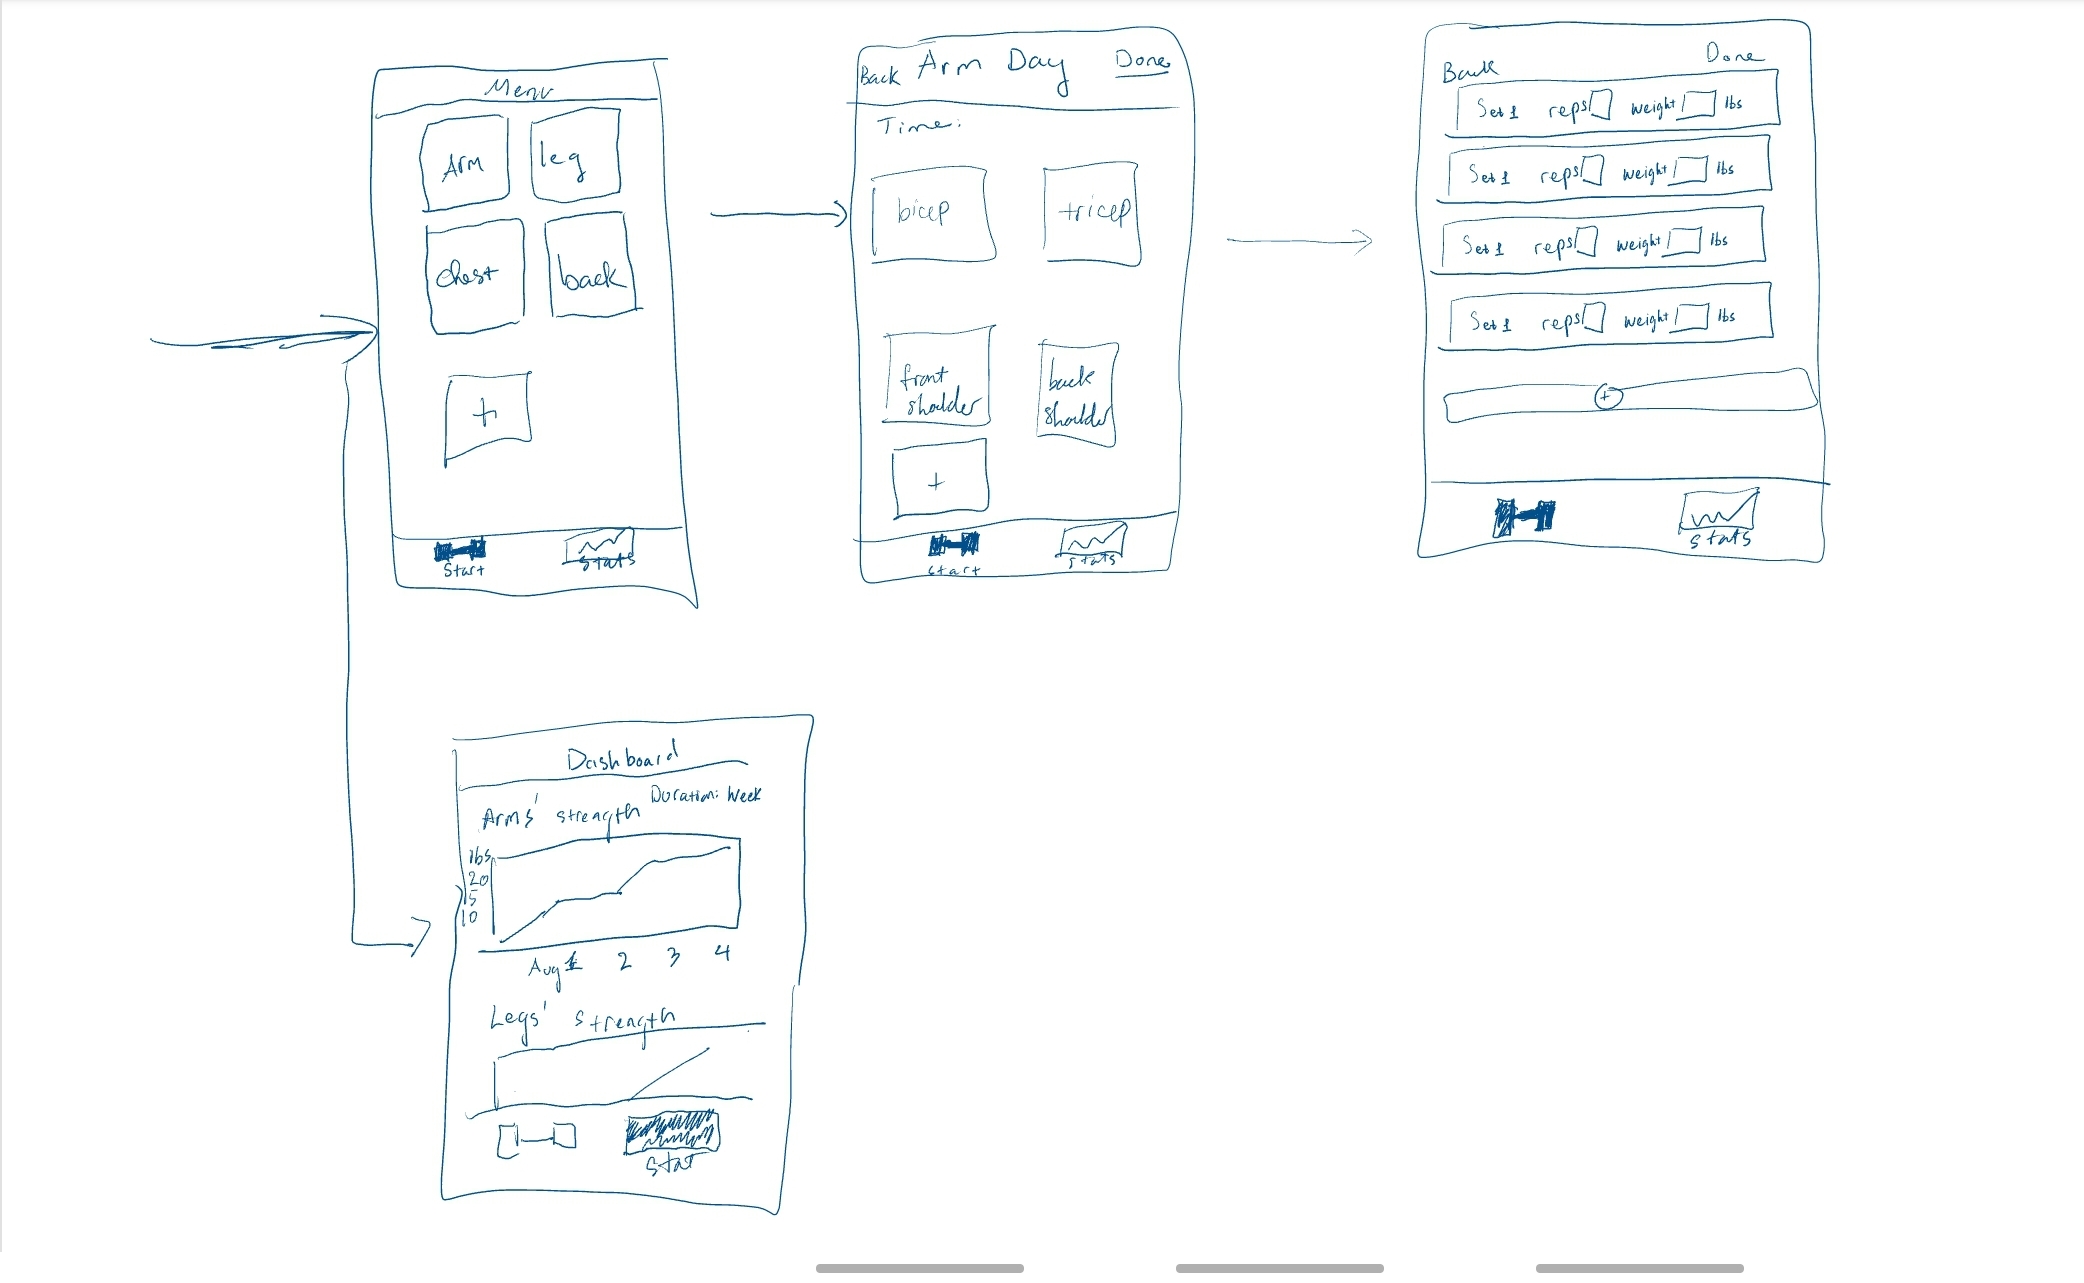 Menu
Arm leg
chest back
+
Start Stats
Back Arm Day Done
Time:
bicep tricep
front shoulder
back shoulder
+
Start Stats
Back Done
Set 1 reps weight lbs
Set 1 reps weight lbs
Set 1 reps weight lbs
Set 1 reps weight lbs
+
Stats
Dashboard
Arms' strength Duration: Week
lbs
20
15
10
Aug 1 2 3 4
Legs' strength
Stat